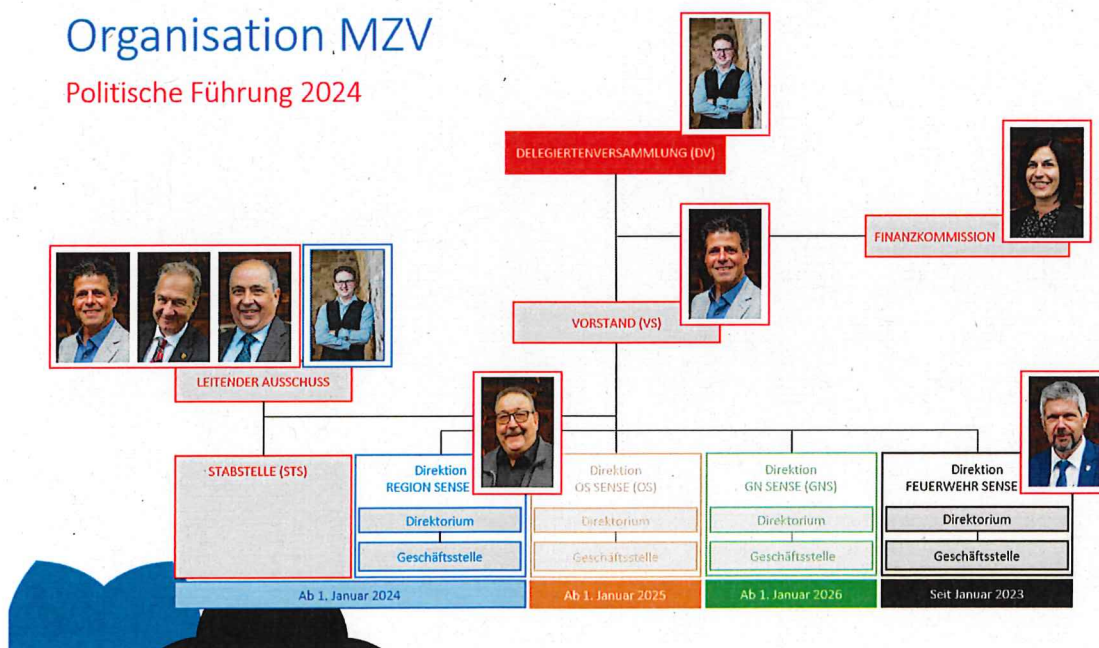 Organisation MZV
Politische Führung 2024
DELEGIERTENVERSAMMLUNG (DV)
FINANZKOMMISSION
VORSTAND (VS)
LEITENDER AUSSCHUSS
STABSTELLE (STS)
Direktion
REGION SENSE
Direktorium
Geschäftsstelle
Direktion
OS SENSE (OS)
Direktorium
Geschäftsstelle
Direktion
GN SENSE (GNS)
Direktorium
Geschäftsstelle
Direktion
FEUERWEHR SENSE
Direktorium
Geschäftsstelle
Ab 1. Januar 2024
Ab 1. Januar 2025
Ab 1. Januar 2026
Seit Januar 2023